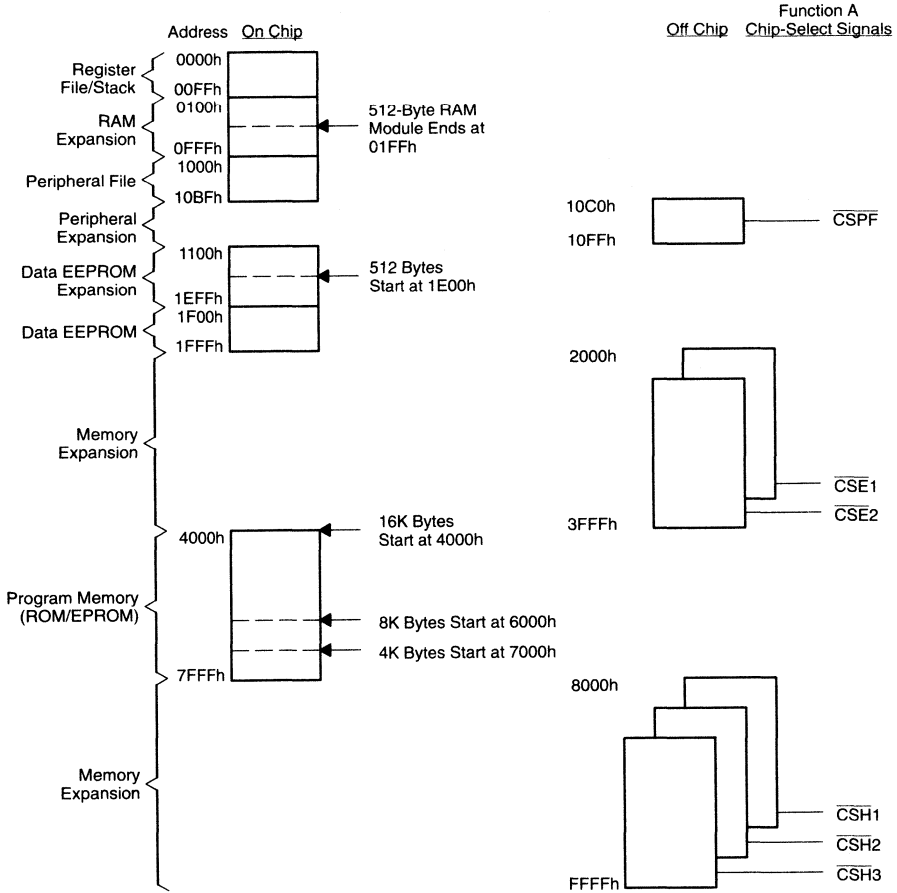 Function A
Address On Chip Off Chip Chip-Select Signals
0000h
Register
File/Stack
00FFh
0100h
RAM
Expansion
512-Byte RAM
Module Ends at
01FFh
0FFFh
1000h
Peripheral File
10BFh
Peripheral
Expansion
10C0h
10FFh
CSPF
1100h
Data EEPROM
Expansion
512 Bytes
Start at 1E00h
1EFFh
1F00h
Data EEPROM
1FFFh
2000h
Memory
Expansion
CSE1
CSE2
3FFFh
4000h
16K Bytes
Start at 4000h
Program Memory
(ROM/EPROM)
8K Bytes Start at 6000h
4K Bytes Start at 7000h
7FFFh
8000h
Memory
Expansion
CSH1
CSH2
CSH3
FFFFh